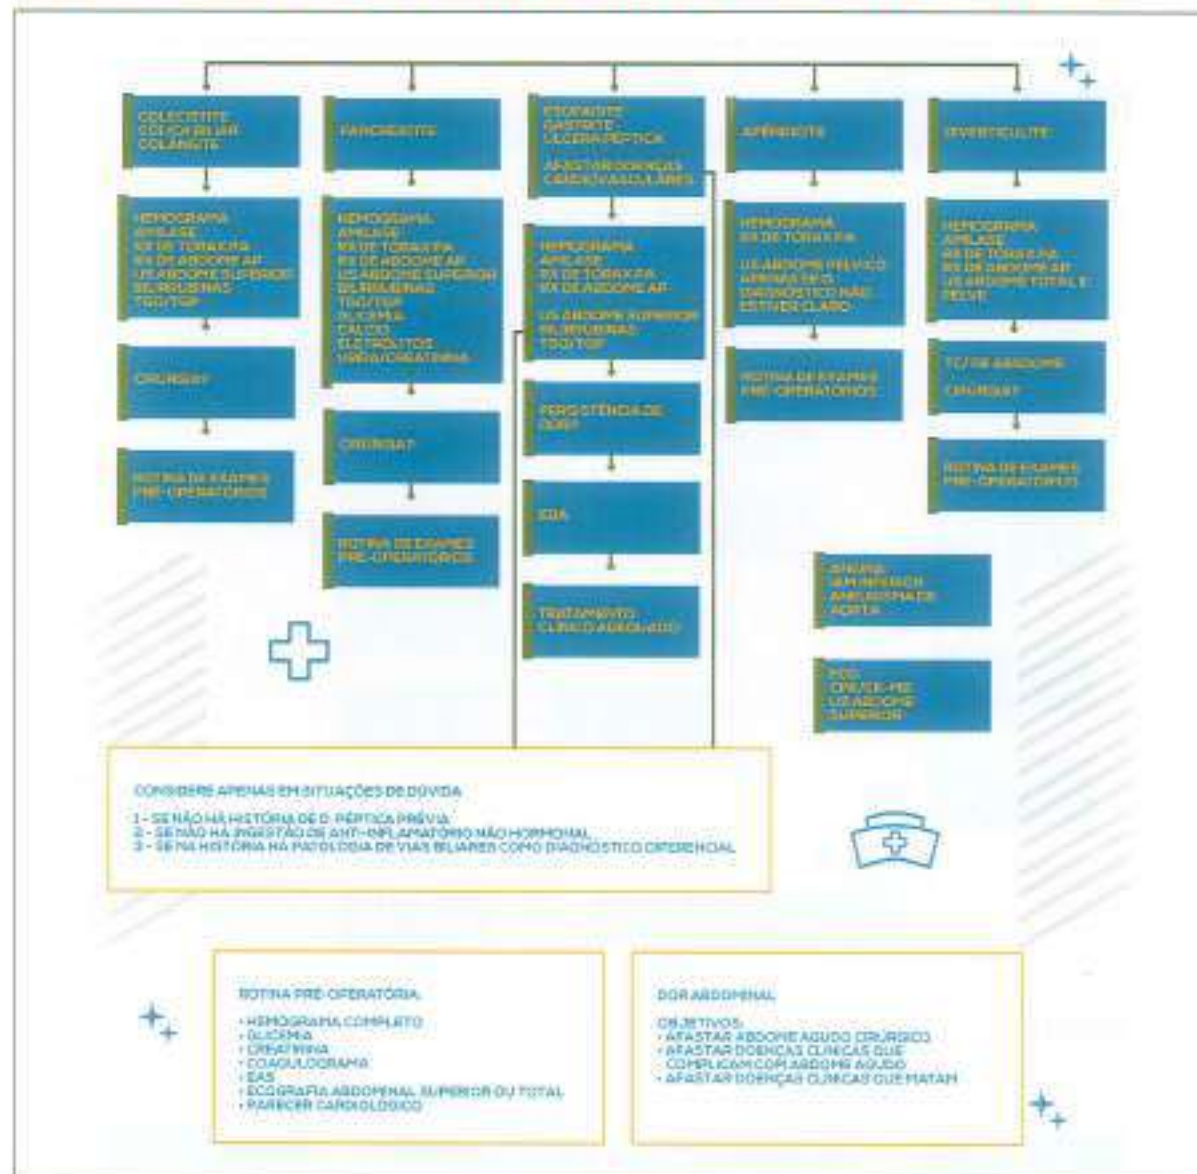 COLECISTITE
COLICA BILIAR
COLANGITE
HEMOGRAMA
AMILASE
RX DE TÓRAX PA
RX DE ABDOME AP
US ABDOME SUPERIOR
BILIRRUBINAS
TGO/TGP
CIRURGIA?
ROTINA DE EXAMES
PRÉ-OPERATÓRIOS
PANCREATITE
HEMOGRAMA
AMILASE
RX DE TÓRAX PA
RX DE ABDOME AP
US ABDOME SUPERIOR
BILIRRUBINAS
TGO/TGP
GLICEMIA
CÁLCIO
ELETRÓLITOS
UREIA/CREATININA
CIRURGIA?
ROTINA DE EXAMES
PRÉ-OPERATÓRIOS
ESOFAGITE
GASTRITE
ÚLCERA PÉPTICA
AFASTAR DOENÇAS
CARDIOVASCULARES
HEMOGRAMA
AMILASE
RX DE TÓRAX PA
RX DE ABDOME AP
US ABDOME SUPERIOR
BILIRRUBINAS
TGO/TGP
PERSISTÊNCIA DE
DOR?
EDA
TRATAMENTO
CLÍNICO ADEQUADO
APÊNDICITE
HEMOGRAMA
RX DE TÓRAX PA
US ABDOME PÉLVICO
APENAS SE O
DIAGNÓSTICO NÃO
ESTIVER CLARO
ROTINA DE EXAMES
PRÉ-OPERATÓRIOS
DIVERTICULITE
HEMOGRAMA
AMILASE
RX DE TÓRAX PA
RX DE ABDOME AP
US ABDOME TOTAL E
PELVE
TC DE ABDOME
CIRURGIA?
ROTINA DE EXAMES
PRÉ-OPERATÓRIOS
ANGINA
IAM INFERIOR
ANEURISMA DE
AORTA
ECG
CPK/CK-MB
US ABDOME
SUPERIOR
CONSIDERE APENAS EM SITUAÇÕES DE DÚVIDA
1 - SE NÃO HÁ HISTÓRIA DE D. PÉPTICA PRÉVIA
2 - SE NÃO HÁ INGESTÃO DE ANTI-INFLAMATÓRIO NÃO HORMONAL
3 - SE NA HISTÓRIA HÁ PATOLOGIA DE VIAS BILIARES COMO DIAGNÓSTICO DIFERENCIAL
ROTINA PRÉ-OPERATÓRIA
• HEMOGRAMA COMPLETO
• GLICEMIA
• CREATININA
• COAGULOGRAMA
• EAS
• ECOGRAFIA ABDOMENAL SUPERIOR OU TOTAL
• PARECER CARDIOLÓGICO
DOR ABDOMINAL
OBJETIVOS:
• AFASTAR ABDOME AGUDO CIRÚRGICO
• AFASTAR DOENÇAS CLÍNICAS QUE
COMPLICAM COM ABDOME AGUDO
• AFASTAR DOENÇAS CLÍNICAS QUE MATAM